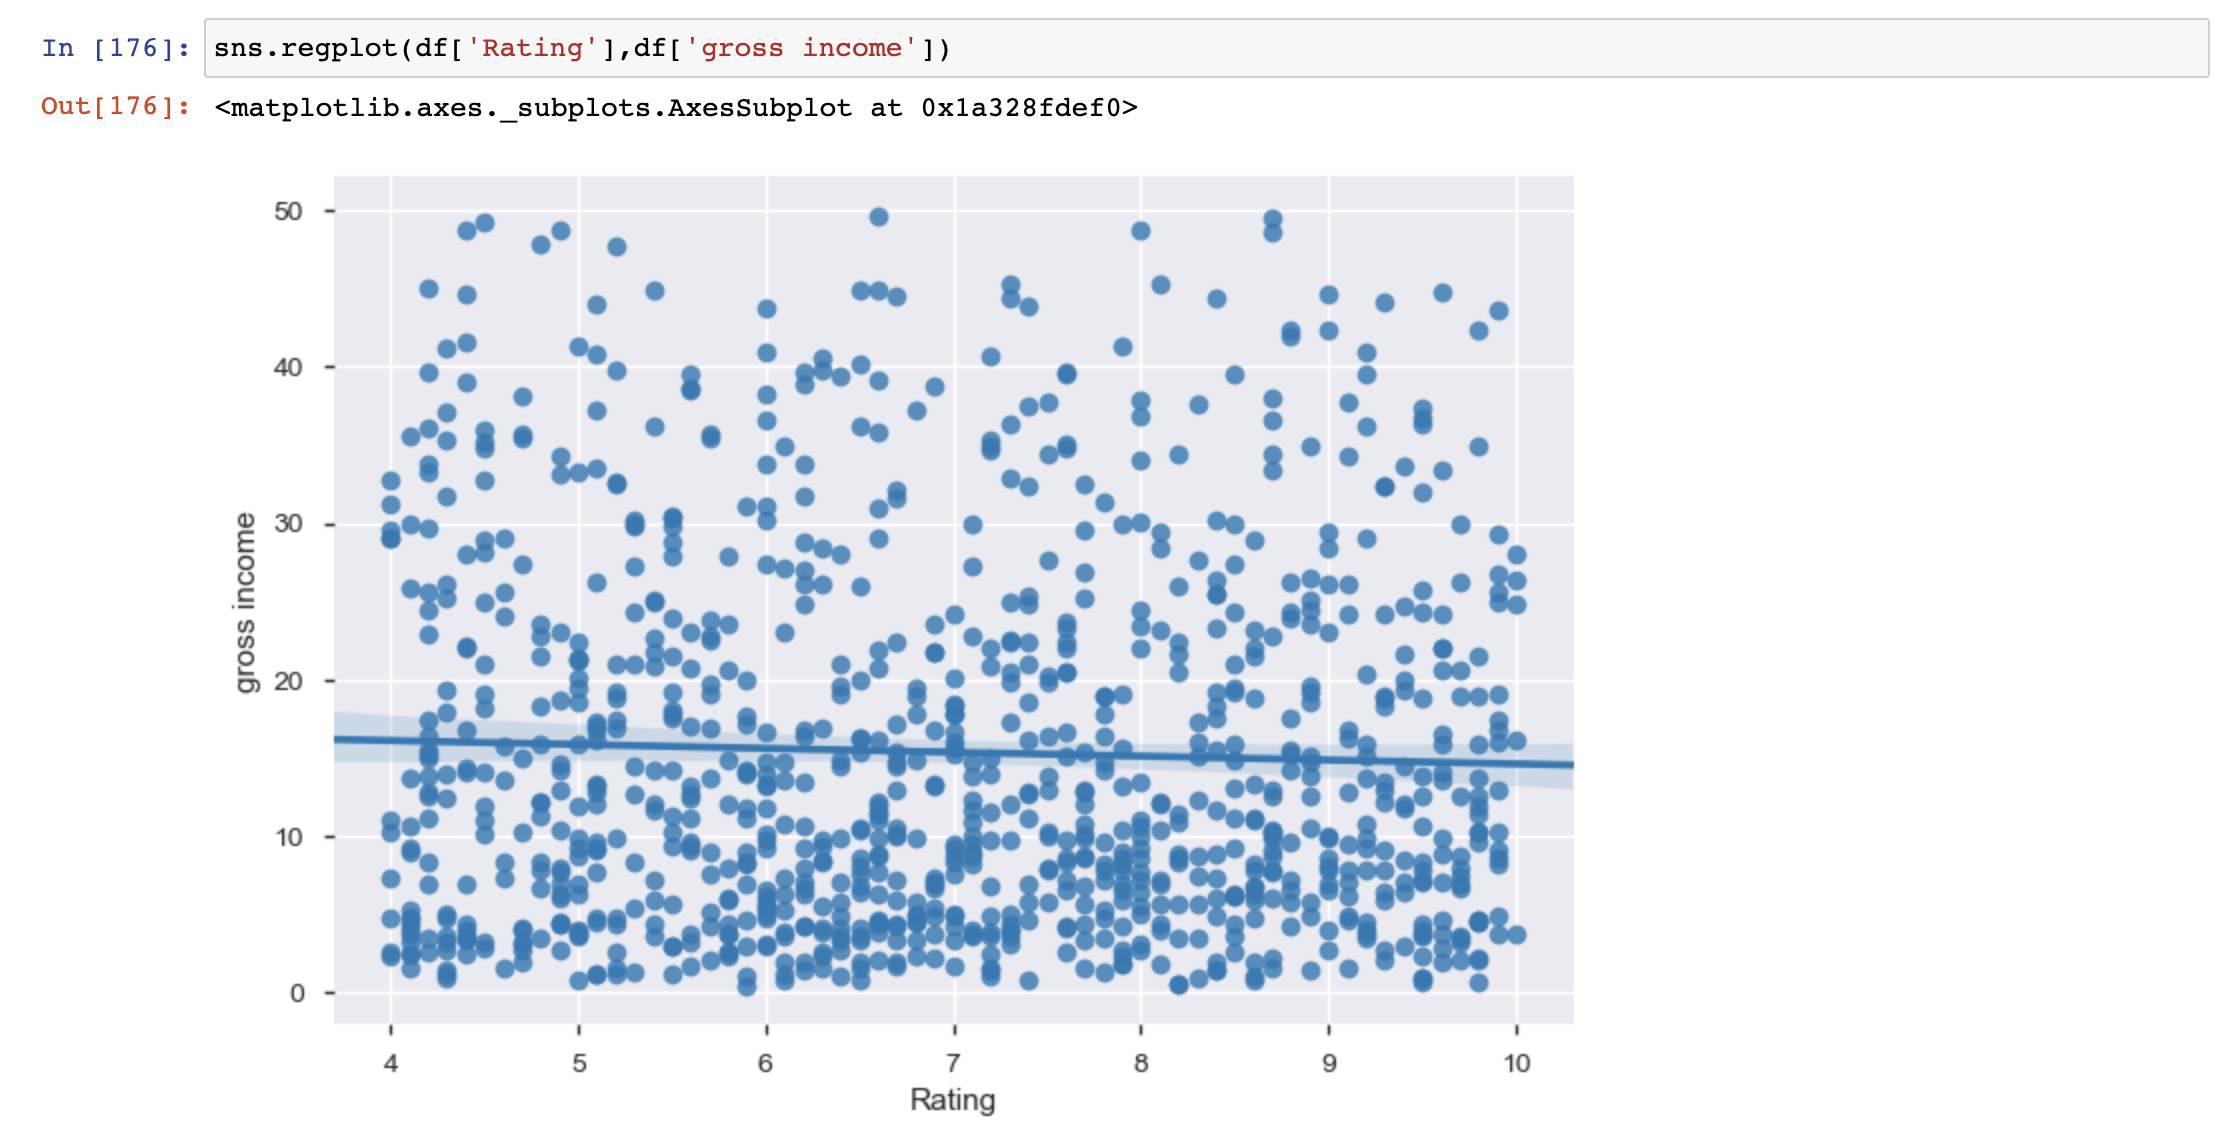 In [176]: sns.regplot(df['Rating'],df['gross income'])
Out[176]: <matplotlib.axes._subplots.AxesSubplot at 0x1a328fdef0>
50
40
30
20
10
0
gross income
4 5 6 7 8 9 10
Rating